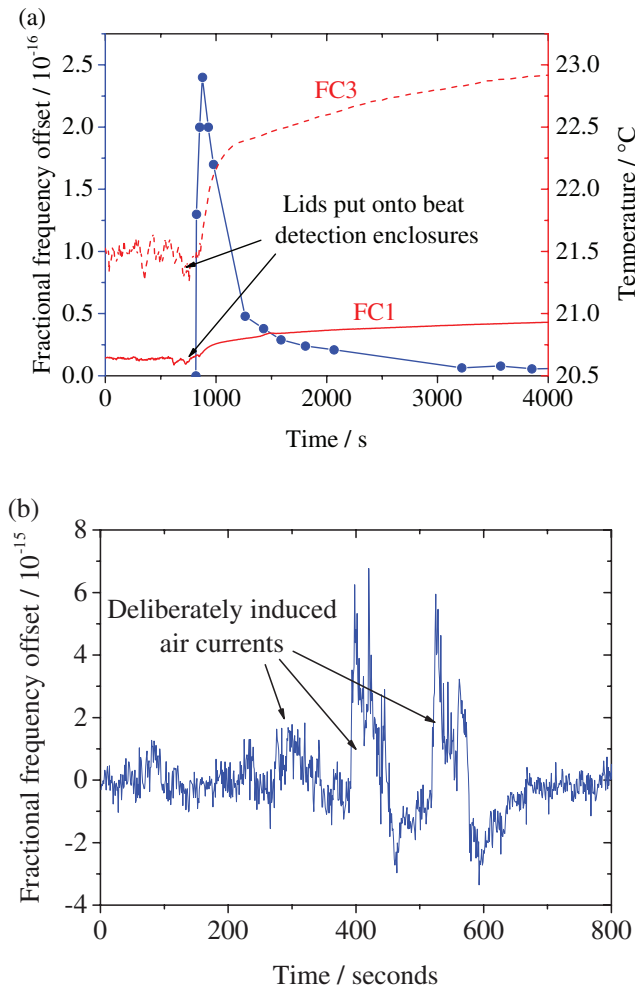 (a)
Fractional frequency offset / 10⁻¹⁶
2.5
2.0
1.5
1.0
0.5
0.0
FC3
Lids put onto beat
detection enclosures
FC1
23.0
22.5
22.0
21.5
21.0
20.5
Temperature / °C
0
1000
2000
3000
4000
Time / s
(b)
Fractional frequency offset / 10⁻¹⁵
8
6
4
2
0
-2
-4
Deliberately induced
air currents
0
200
400
600
800
Time / seconds